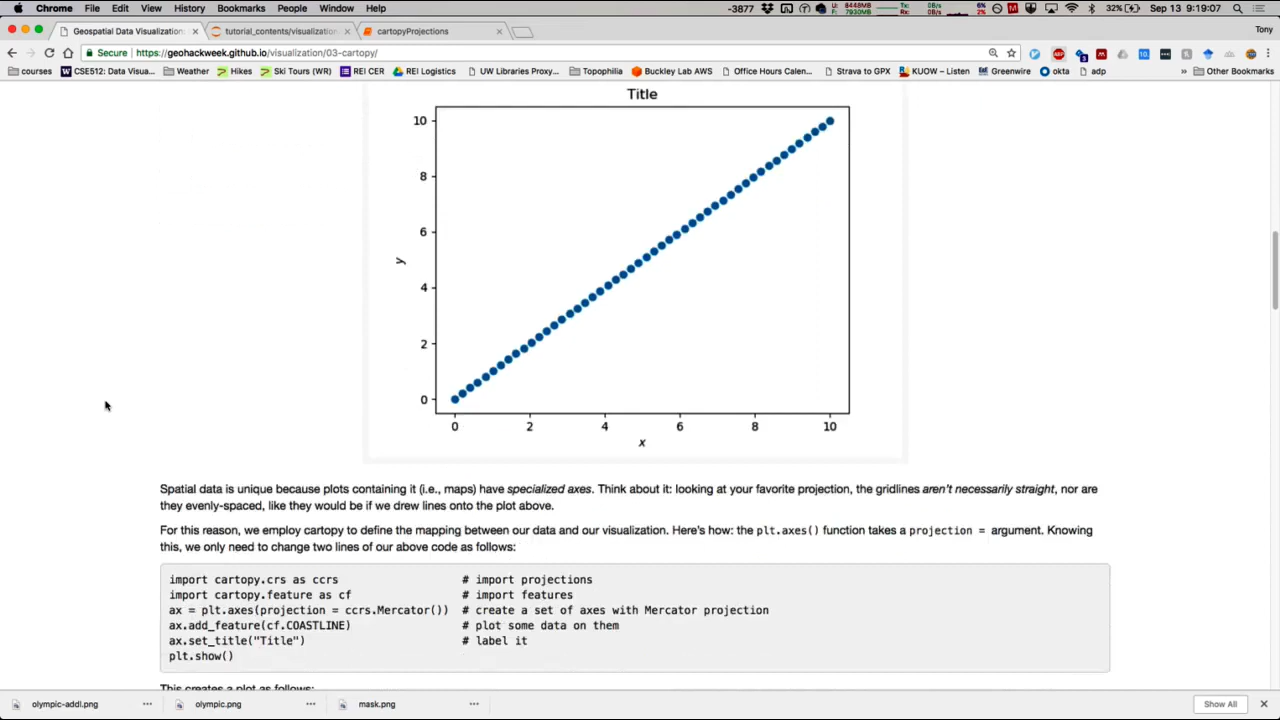 Chrome File Edit View History Bookmarks People Window Help -3877 32% Sep 13 9:19:07
Geospatial Data Visualization tutorial_contents/visualization cartopyProjections Tony
Secure https://geohackweek.github.io/visualization/03-cartopy/
courses CSE512: Data Visua... Weather Hikes Ski Tours (WR) REI CER REI Logistics UW Libraries Proxy... Topophilia Buckley Lab AWS Office Hours Calen... Strava to GPX KUOW – Listen Greenwire okta adp » Other Bookmarks
Title
10
8
6
y
4
2
0
0 2 4 6 8 10
x
Spatial data is unique because plots containing it (i.e., maps) have specialized axes. Think about it: looking at your favorite projection, the gridlines aren't necessarily straight, nor are
they evenly-spaced, like they would be if we drew lines onto the plot above.
For this reason, we employ cartopy to define the mapping between our data and our visualization. Here's how: the plt.axes() function takes a projection = argument. Knowing
this, we only need to change two lines of our above code as follows:
import cartopy.crs as ccrs # import projections
import cartopy.feature as cf # import features
ax = plt.axes(projection = ccrs.Mercator()) # create a set of axes with Mercator projection
ax.add_feature(cf.COASTLINE) # plot some data on them
ax.set_title("Title") # label it
plt.show()
This creates a plot as follows:
olympic-addl.png olympic.png mask.png Show All